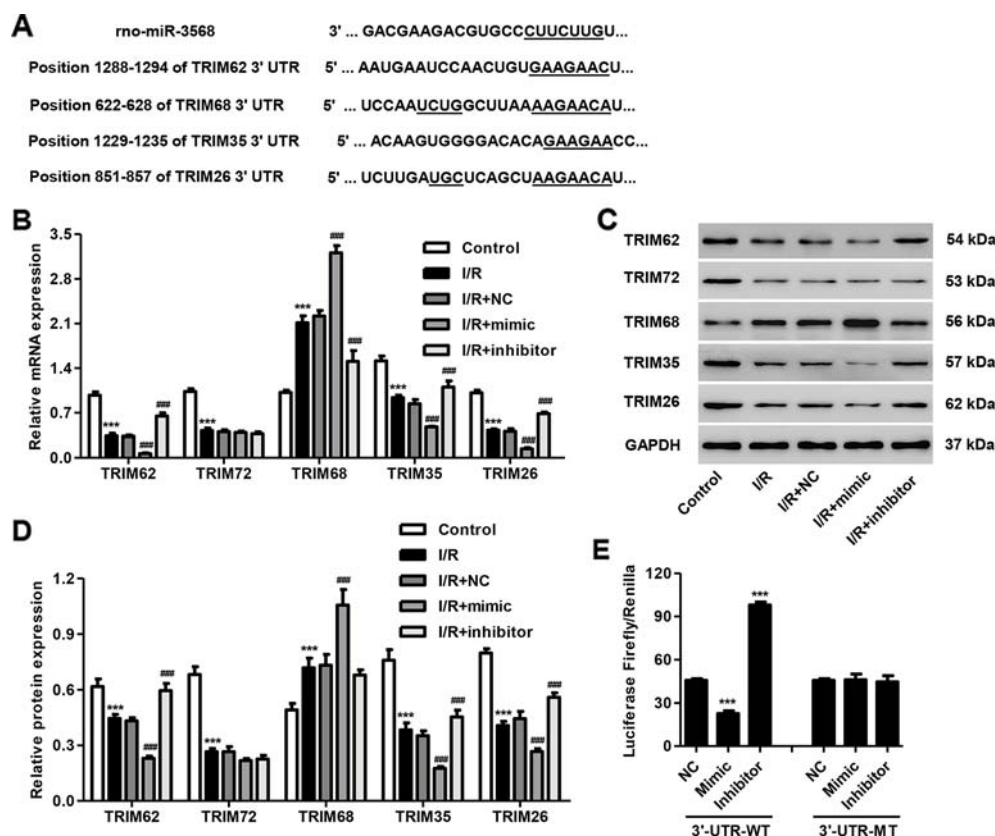 A
rno-miR-3568 3' ... GACGAAGACGUGCCCUUCUUGU...
Position 1288-1294 of TRIM62 3' UTR 5' ... AAUGAAUCCAACUGUGAAGAACU...
Position 622-628 of TRIM68 3' UTR 5' ... UCCAAUCUGGCUUAAAAGAACAU...
Position 1229-1235 of TRIM35 3' UTR 5' ... ACAAGUGGGGACACAGAAGAACC...
Position 851-857 of TRIM26 3' UTR 5' ... UCUUGAUGCUCAGCUAAGAACAU...
B
Relative mRNA expression
3.5
2.8
2.1
1.4
0.7
0.0
Control
I/R
I/R+NC
I/R+mimic
I/R+inhibitor
*** ### ###
***
*** ### ###
*** ### ###
*** ### ###
TRIM62 TRIM72 TRIM68 TRIM35 TRIM26
C
TRIM62 54 kDa
TRIM72 53 kDa
TRIM68 56 kDa
TRIM35 57 kDa
TRIM26 62 kDa
GAPDH 37 kDa
Control I/R I/R+NC I/R+mimic I/R+inhibitor
D
Relative protein expression
1.2
0.9
0.6
0.3
0.0
Control
I/R
I/R+NC
I/R+mimic
I/R+inhibitor
*** ### ###
***
*** ###
*** ### ###
*** ### ###
TRIM62 TRIM72 TRIM68 TRIM35 TRIM26
E
Luciferase Firefly/Renilla
120
90
60
30
0
*** ***
NC Mimic Inhibitor NC Mimic Inhibitor
3'-UTR-WT 3'-UTR-MT